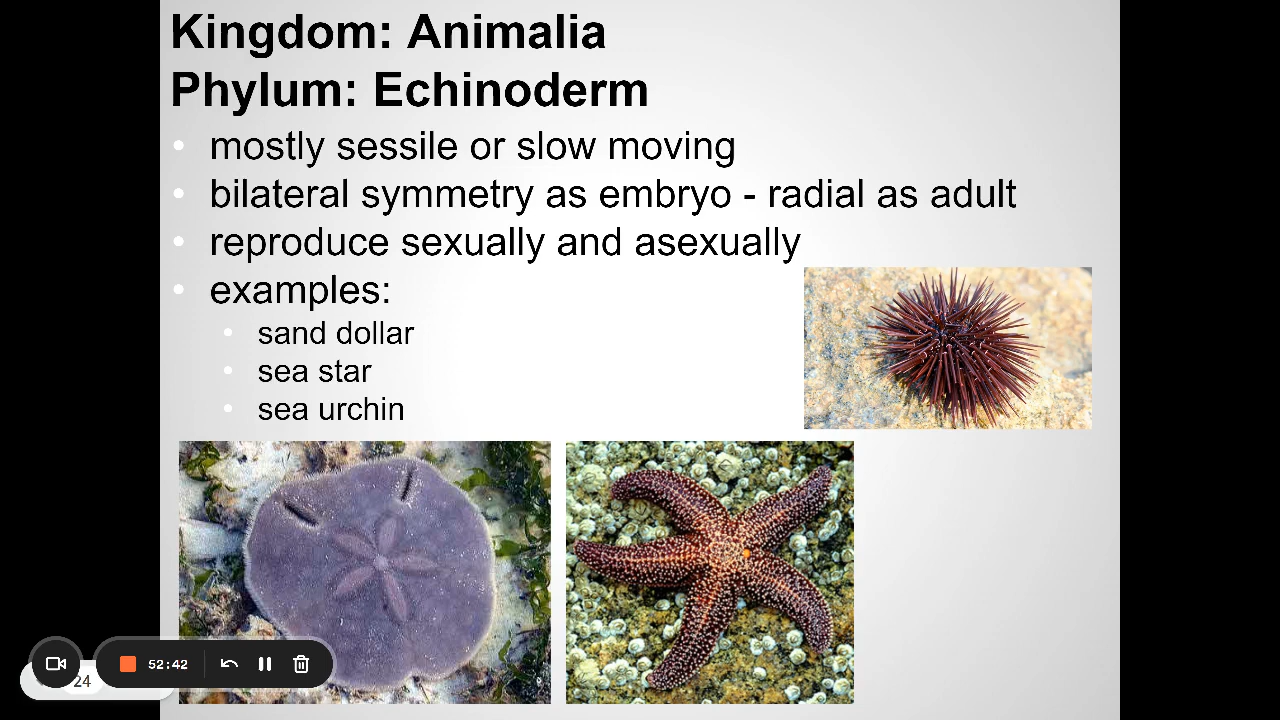 Kingdom: Animalia
Phylum: Echinoderm
mostly sessile or slow moving
bilateral symmetry as embryo - radial as adult
reproduce sexually and asexually
examples:
sand dollar
sea star
sea urchin
52:42
24